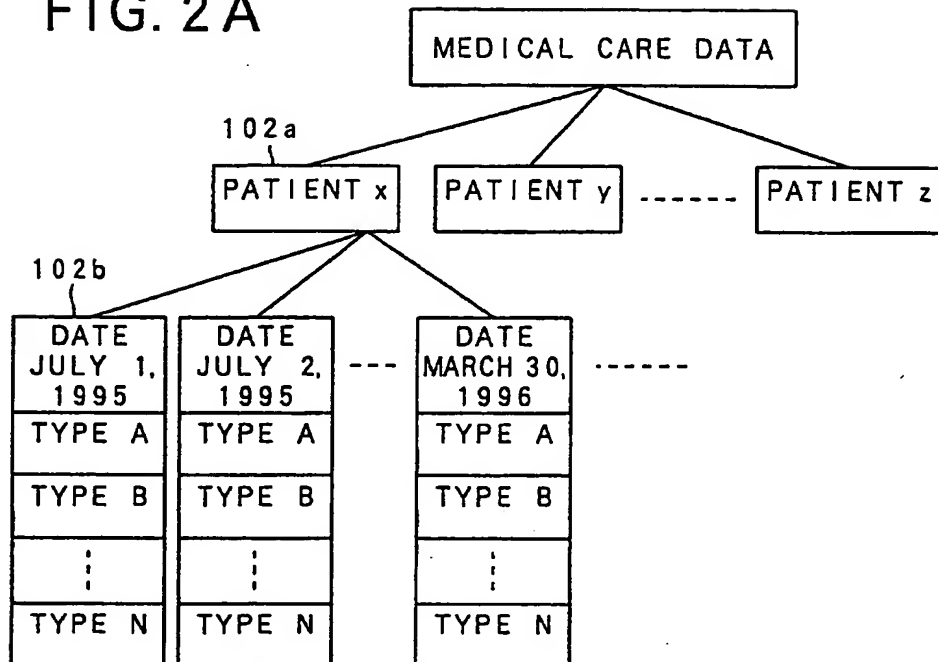 FIG. 2A
MEDICAL CARE DATA
102a
PATIENT x
PATIENT y
PATIENT z
102b
DATE
JULY 1,
1995
TYPE A
TYPE B
TYPE N
DATE
JULY 2,
1995
TYPE A
TYPE B
TYPE N
DATE
MARCH 30,
1996
TYPE A
TYPE B
TYPE N